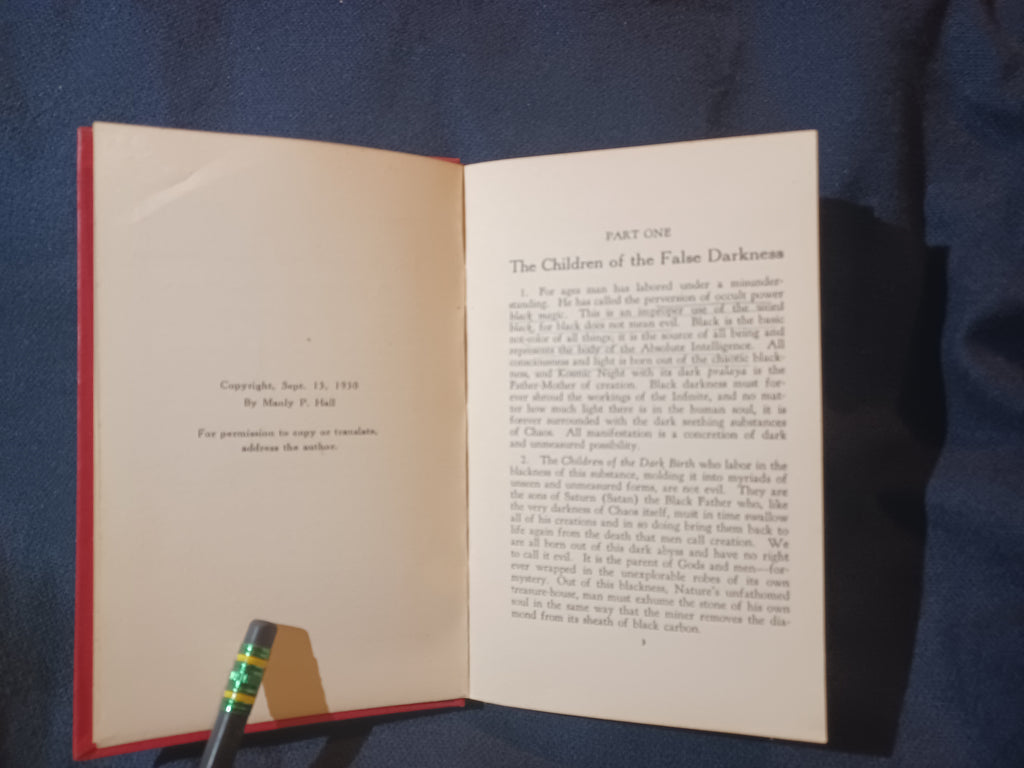 Copyright, Sept. 15, 1930
By Manly P. Hall
For permission to copy or translate,
address the author.
PART ONE
The Children of the False Darkness
1. For ages man has labored under a misunder-
standing. He has called the perversion of occult power
black magic. This is an improper use of the word
black, for black does not mean evil. Black is the basic
not-color of all things; it is the source of all being and
represents the body of the Absolute Intelligence. All
consciousness and light is born out of the chaotic black-
ness, and Kosmic Night with its dark pralaya is the
Father-Mother of creation. Black darkness must for-
ever shroud the workings of the Infinite, and no mat-
ter how much light there is in the human soul, it is
forever surrounded with the dark seething substances
of Chaos. All manifestation is a concretion of dark
and unmeasured possibility.
2. The Children of the Dark Birth who labor in the
blackness of this substance, molding it into myriads of
unseen and unmeasured forms, are not evil. They are
the sons of Saturn (Satan) the Black Father who, like
the very darkness of Chaos itself, must in time swallow
all of his creations and in so doing bring them back to
life again from the death that men call creation. We
are all born out of this dark abyss and have no right
to call it evil. It is the parent of Gods and men—for-
ever wrapped in the unexplorable robes of its own
mystery. Out of this blackness, Nature's unfathomed
treasure-house, man must exhume the stone of his own
soul in the same way that the miner removes the dia-
mond from its sheath of black carbon.